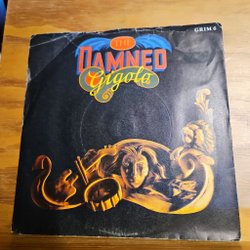 THE
DAMNED
Gigolo
GRIM 6